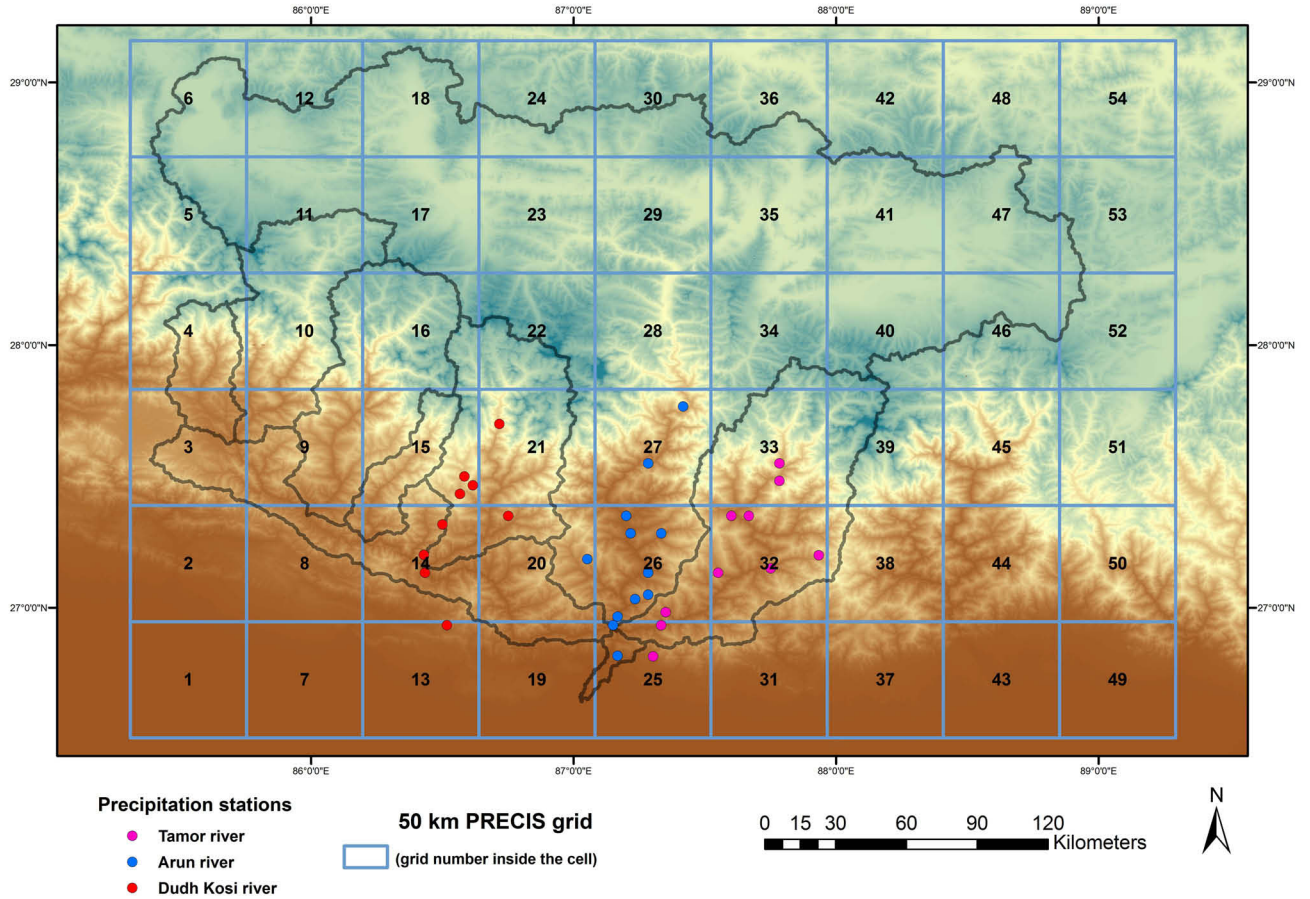 86°0'0"E 87°0'0"E 88°0'0"E 89°0'0"E
29°0'0"N 29°0'0"N
6 12 18 24 30 36 42 48 54
5 11 17 23 29 35 41 47 53
28°0'0"N 28°0'0"N
4 10 16 22 28 34 40 46 52
3 9 15 21 27 33 39 45 51
2 8 14 20 26 32 38 44 50
27°0'0"N 27°0'0"N
1 7 13 19 25 31 37 43 49
86°0'0"E 87°0'0"E 88°0'0"E 89°0'0"E
Precipitation stations
Tamor river
Arun river
Dudh Kosi river
50 km PRECIS grid
(grid number inside the cell)
0 15 30 60 90 120
Kilometers
N